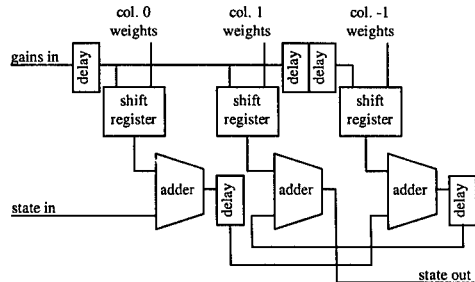 col. 0 col. 1 col. -1
weights weights weights
gains in
delay delay delay
shift shift shift
register register register
adder adder adder
delay delay
state in
state out